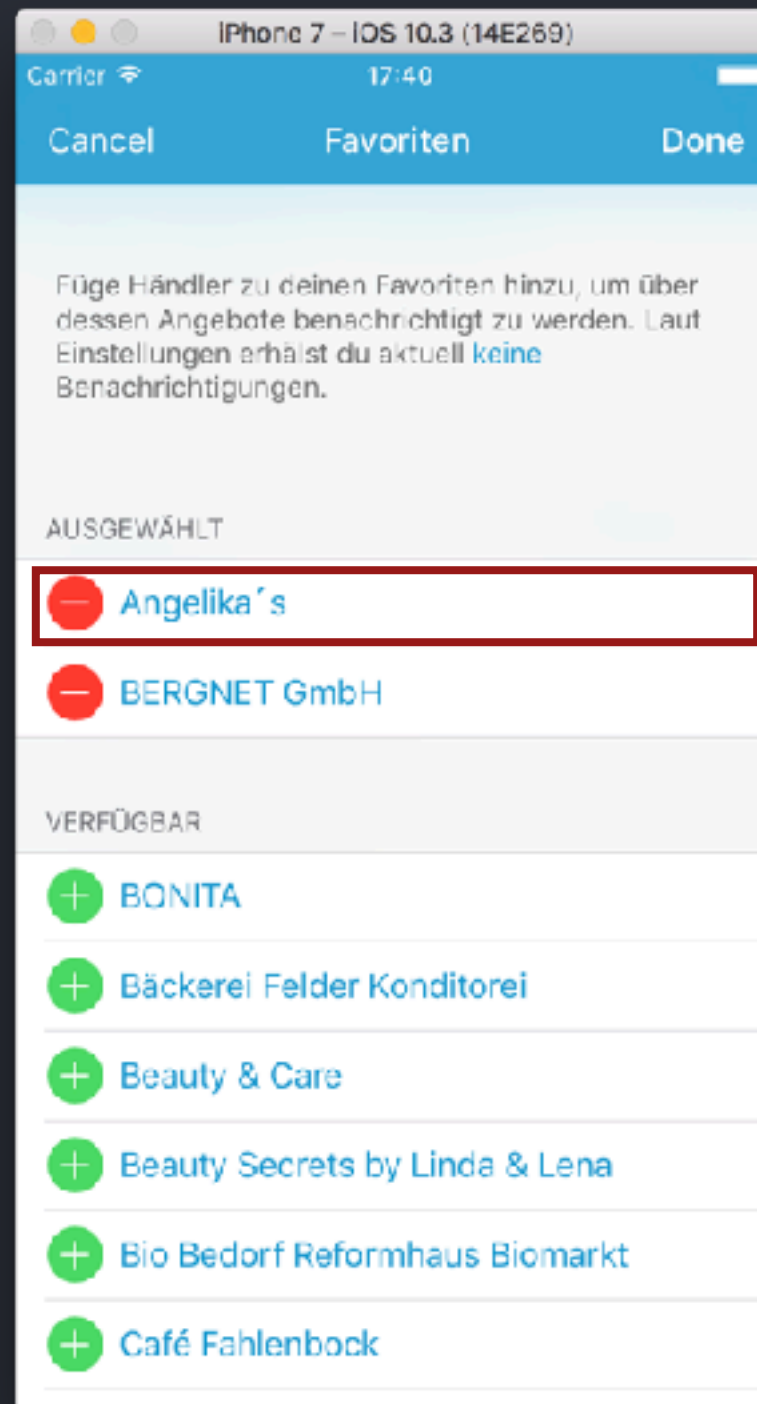 iPhone 7 – iOS 10.3 (14E269)
Carrier 17:40
Cancel Favoriten Done
Füge Händler zu deinen Favoriten hinzu, um über
dessen Angebote benachrichtigt zu werden. Laut
Einstellungen erhälst du aktuell keine
Benachrichtigungen.
AUSGEWÄHLT
Angelika´s
BERGNET GmbH
VERFÜGBAR
BONITA
Bäckerei Felder Konditorei
Beauty & Care
Beauty Secrets by Linda & Lena
Bio Bedorf Reformhaus Biomarkt
Café Fahlenbock